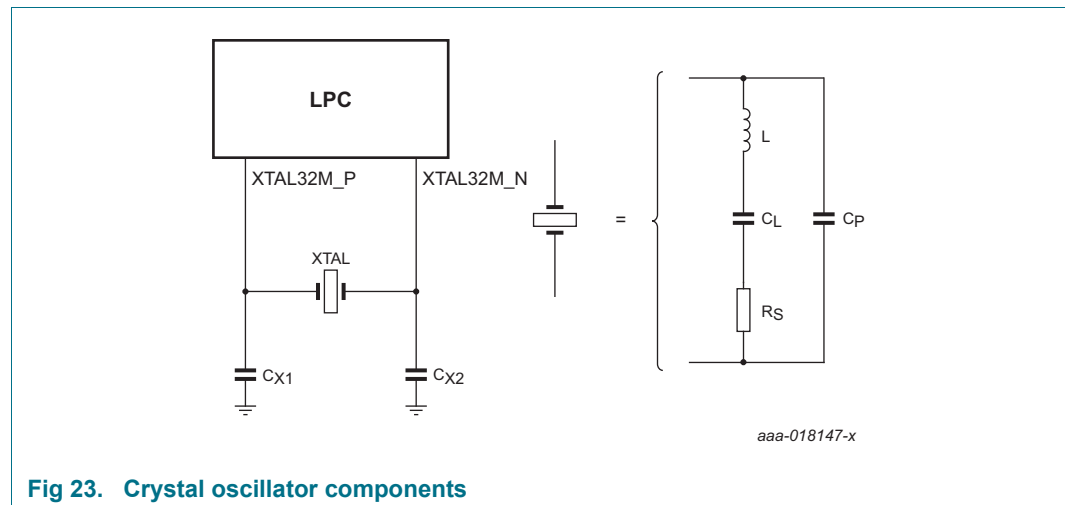 LPC
XTAL32M_P
XTAL32M_N
XTAL
CX1
CX2
=
L
CL
CP
RS
aaa-018147-x
Fig 23. Crystal oscillator components